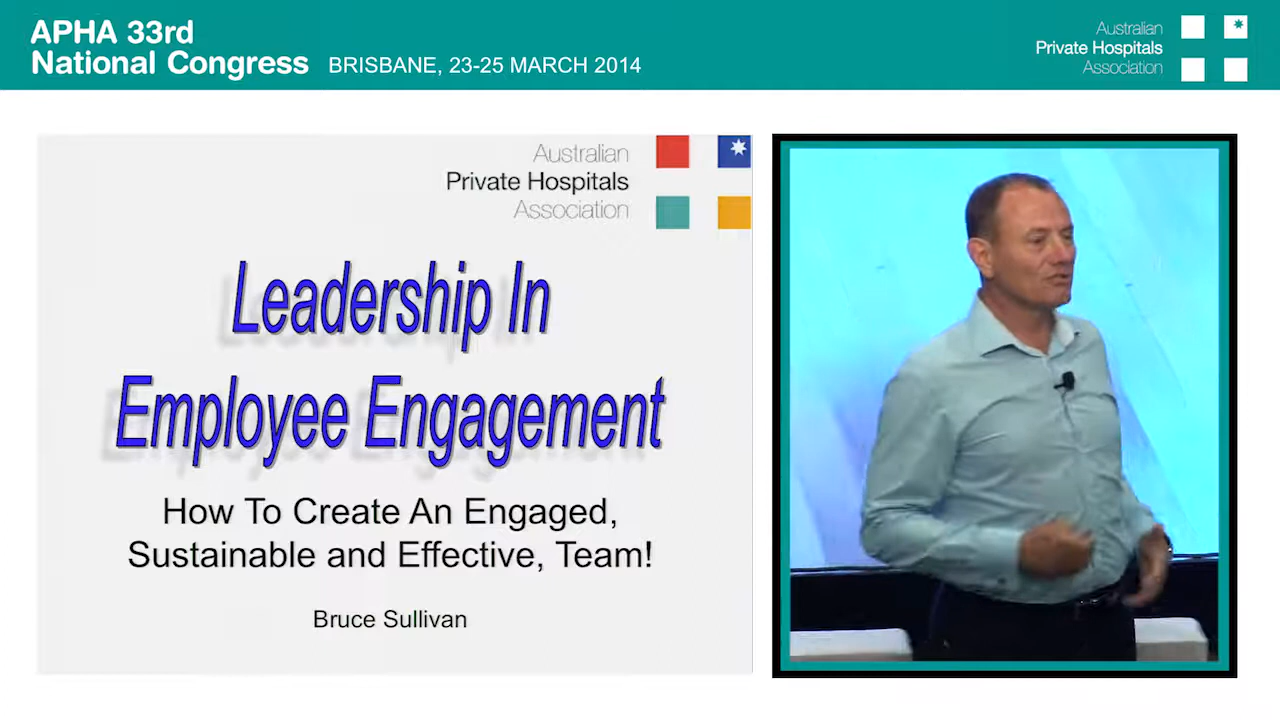 APHA 33rd
National Congress BRISBANE, 23-25 MARCH 2014
Australian
Private Hospitals
Association
Australian
Private Hospitals
Association
Leadership In
Employee Engagement
How To Create An Engaged,
Sustainable and Effective, Team!
Bruce Sullivan